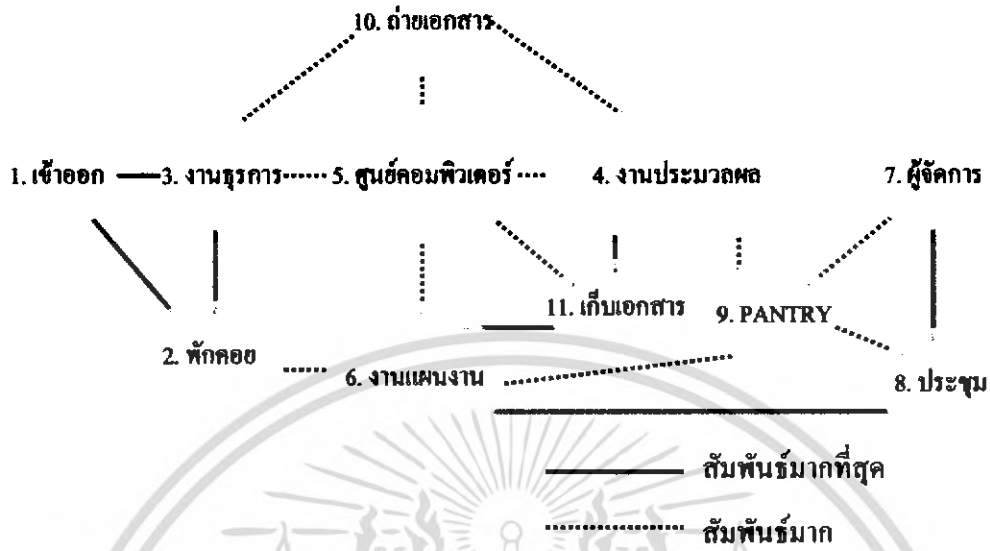 10. ถ่ายเอกสาร
1. เข้าออก 3. งานธุรการ 5. ศูนย์คอมพิวเตอร์ 4. งานประมวลผล 7. ผู้จัดการ
11. เก็บเอกสาร 9. PANTRY
2. พักคอย 6. งานแผนงาน 8. ประชุม
สัมพันธ์มากที่สุด
สัมพันธ์มาก